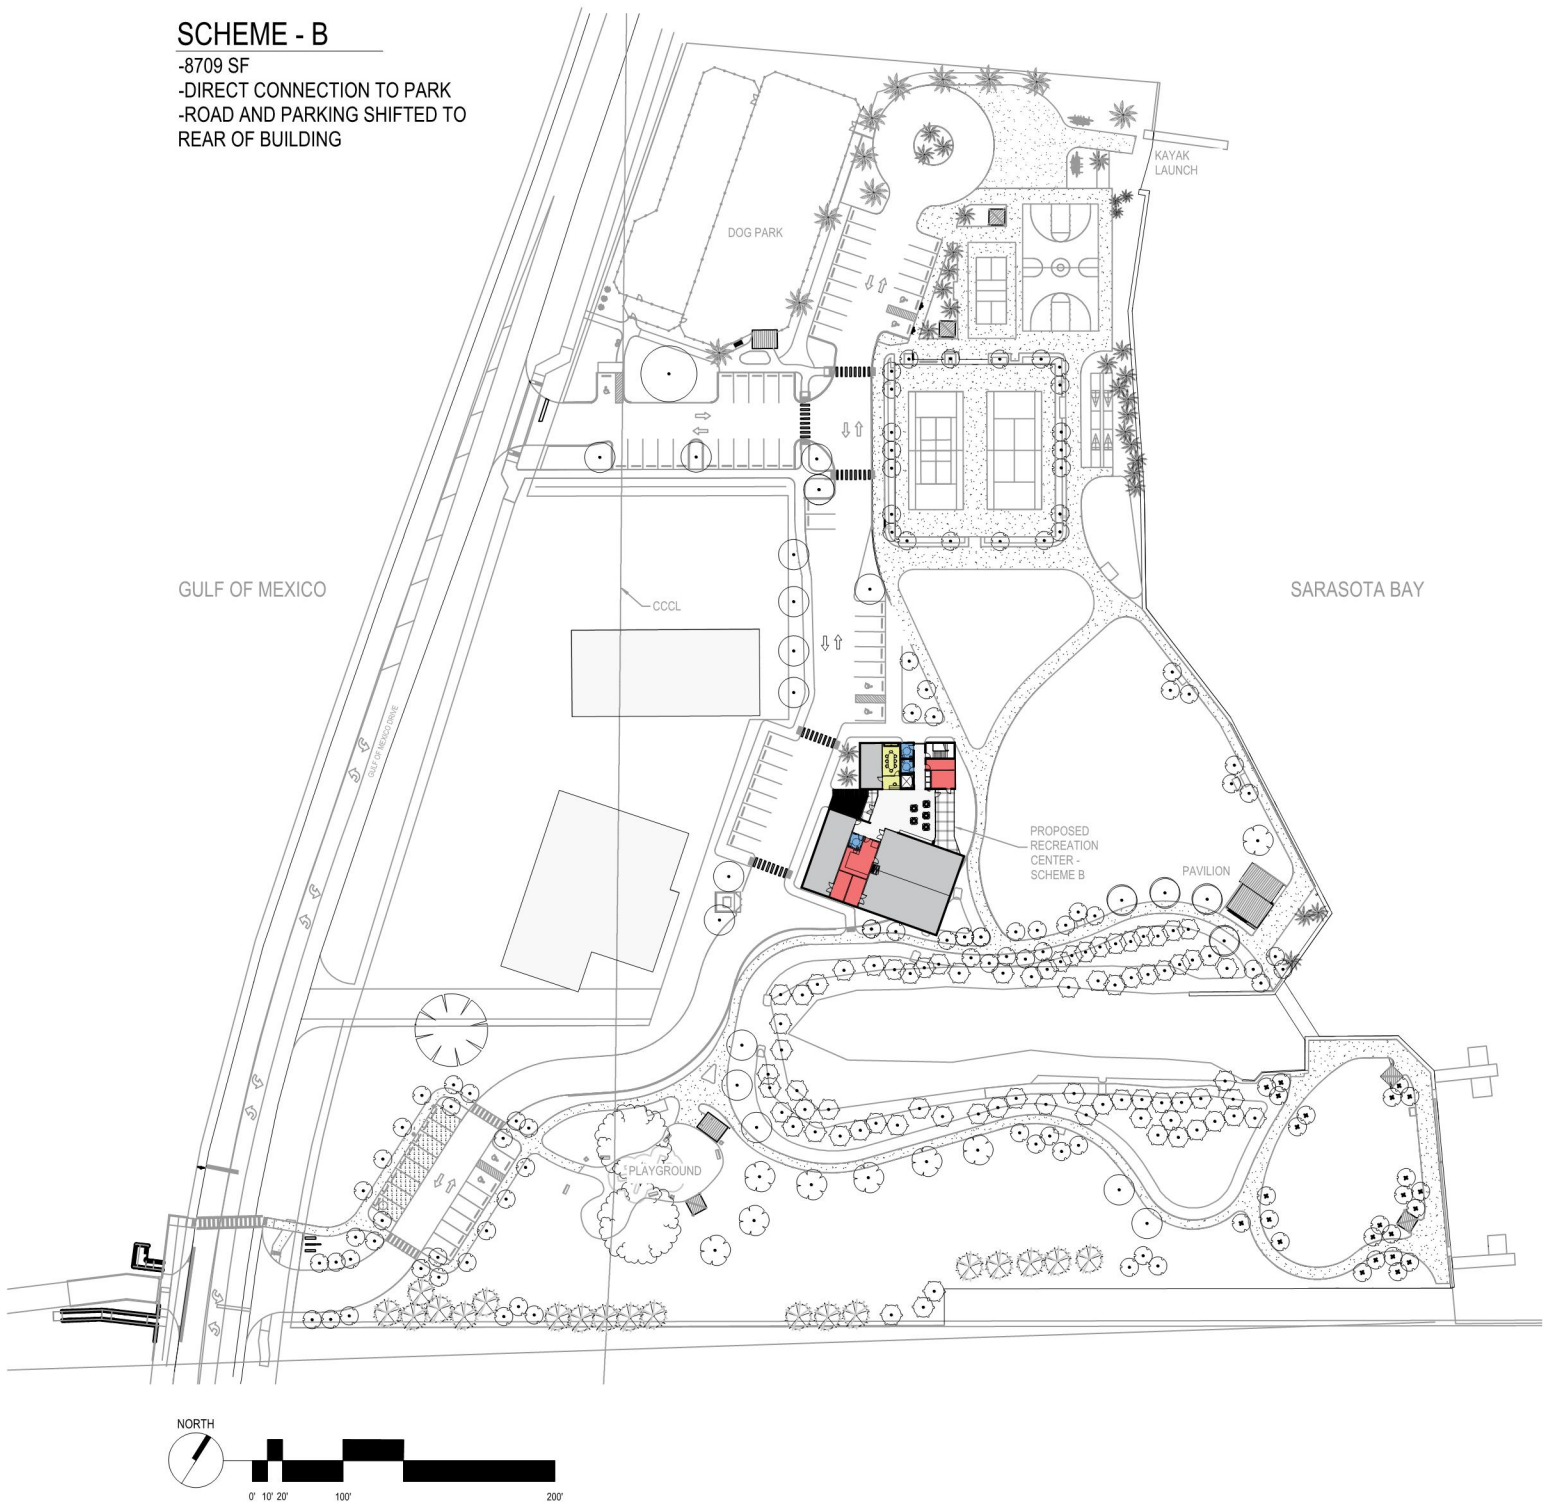 SCHEME - B
-8709 SF
-DIRECT CONNECTION TO PARK
-ROAD AND PARKING SHIFTED TO
REAR OF BUILDING
KAYAK
LAUNCH
DOG PARK
GULF OF MEXICO
CCCL
SARASOTA BAY
GULF OF MEXICO DRIVE
PROPOSED
RECREATION
CENTER -
SCHEME B
PAVILION
PLAYGROUND
NORTH
0' 10' 20' 100' 200'